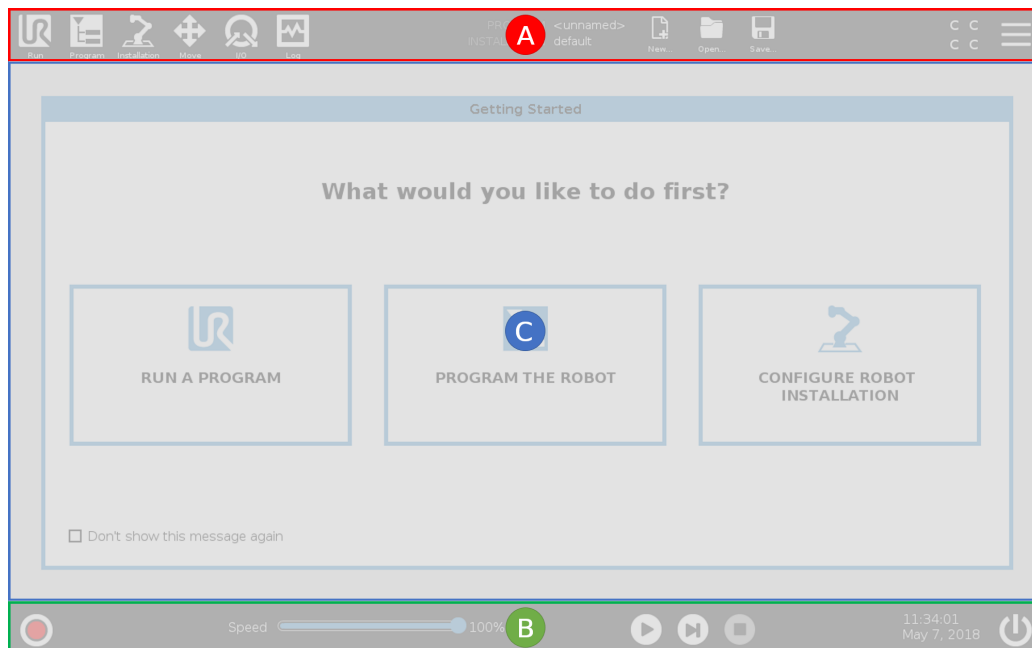 Run
Program
Installation
Move
I/O
Log
A
<unnamed>
default
New...
Open...
Save...
C C
C C
Getting Started
What would you like to do first?
C
RUN A PROGRAM
PROGRAM THE ROBOT
CONFIGURE ROBOT
INSTALLATION
Don't show this message again
Speed
100%
B
11:34:01
May 7, 2018